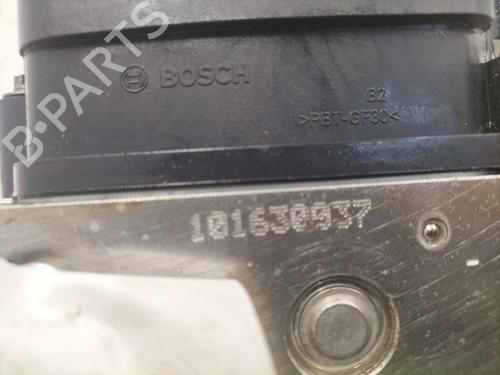 BOSCH
B2
>PBT-GF30<
101630937
B-Parts